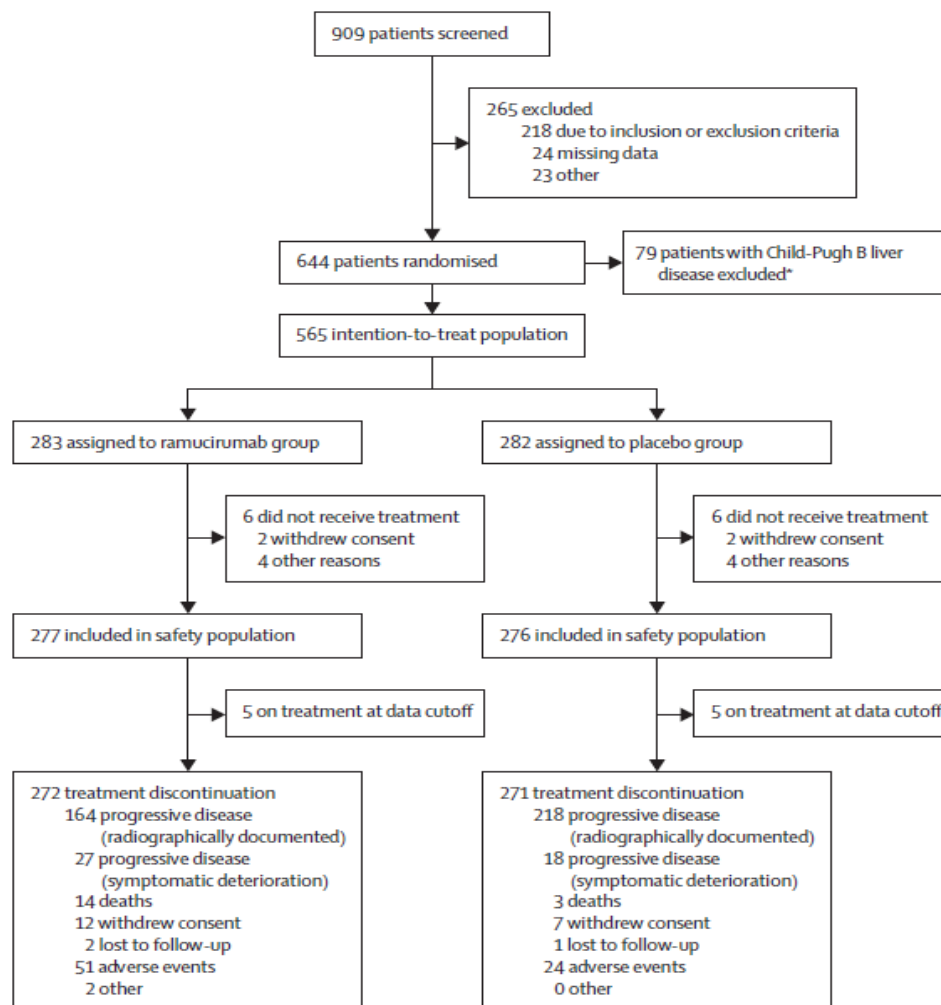 909 patients screened
265 excluded
218 due to inclusion or exclusion criteria
24 missing data
23 other
644 patients randomised
79 patients with Child-Pugh B liver
disease excluded*
565 intention-to-treat population
283 assigned to ramucirumab group
282 assigned to placebo group
6 did not receive treatment
2 withdrew consent
4 other reasons
6 did not receive treatment
2 withdrew consent
4 other reasons
277 included in safety population
276 included in safety population
5 on treatment at data cutoff
5 on treatment at data cutoff
272 treatment discontinuation
164 progressive disease
(radiographically documented)
27 progressive disease
(symptomatic deterioration)
14 deaths
12 withdrew consent
2 lost to follow-up
51 adverse events
2 other
271 treatment discontinuation
218 progressive disease
(radiographically documented)
18 progressive disease
(symptomatic deterioration)
3 deaths
7 withdrew consent
1 lost to follow-up
24 adverse events
0 other